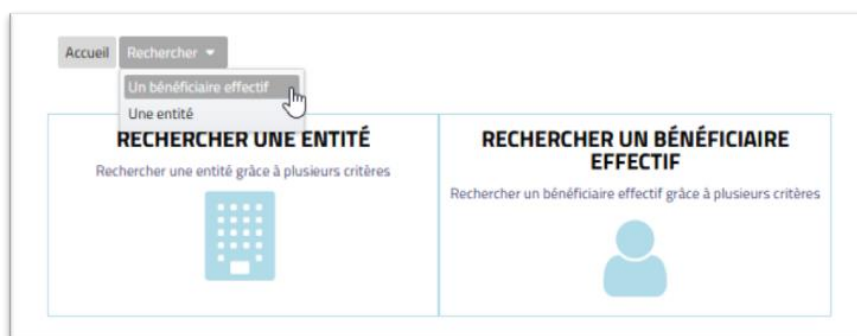 Accueil Rechercher
Un bénéficiaire effectif
Une entité
RECHERCHER UNE ENTITÉ
Rechercher une entité grâce à plusieurs critères
RECHERCHER UN BÉNÉFICIAIRE
EFFECTIF
Rechercher un bénéficiaire effectif grâce à plusieurs critères